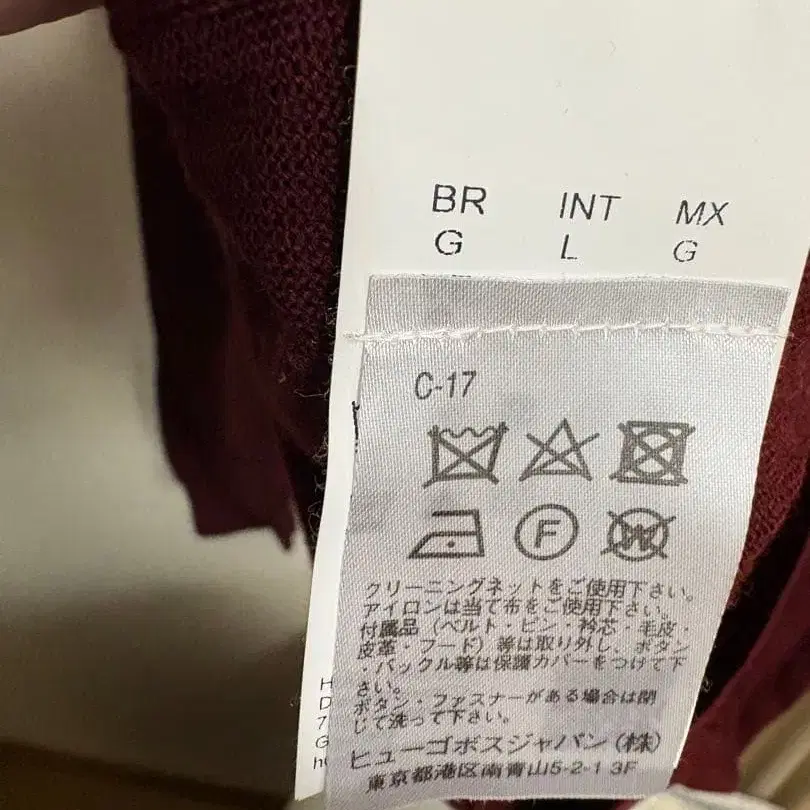 BR INT MX
G L G
C-17
F
W
クリーニングネットをご使用下さい。
アイロンは当て布をご使用下さい。
付属品（ベルト・ピン・衿芯・毛皮・
皮革・フード）等は取り外し、ボタン
・バックル等は保護カバーをつけて下
さい。
ボタン・ファスナーがある場合は閉
じて洗って下さい。
ヒューゴボスジャパン(株)
東京都港区南青山5-2-1 3F
H
D
7
G